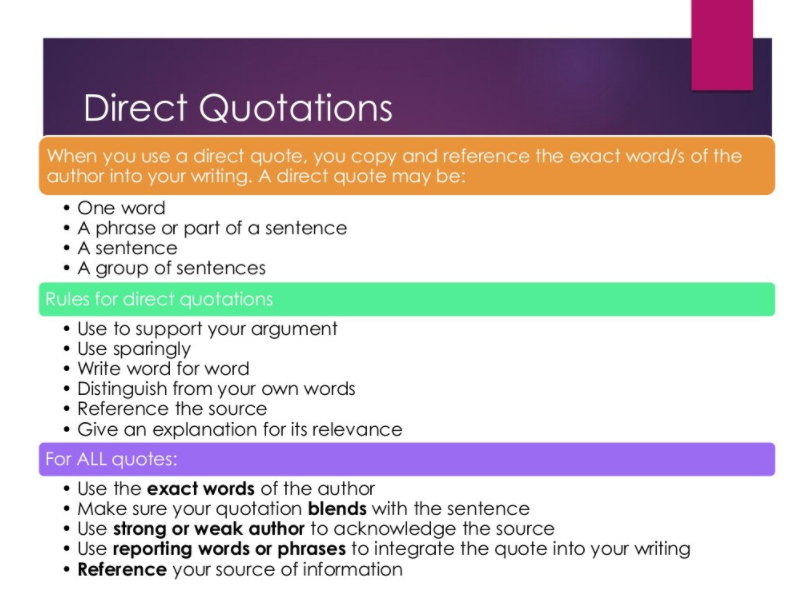 Direct Quotations
When you use a direct quote, you copy and reference the exact word/s of the
author into your writing. A direct quote may be:
• One word
• A phrase or part of a sentence
• A sentence
• A group of sentences
Rules for direct quotations
• Use to support your argument
• Use sparingly
• Write word for word
• Distinguish from your own words
• Reference the source
• Give an explanation for its relevance
For ALL quotes:
• Use the exact words of the author
• Make sure your quotation blends with the sentence
• Use strong or weak author to acknowledge the source
• Use reporting words or phrases to integrate the quote into your writing
• Reference your source of information